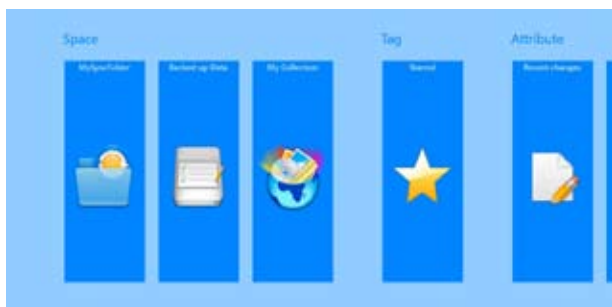 Space
Tag
Attribute
MySyncFolder
Backed up Data
My Collection
Starred
Recent changes